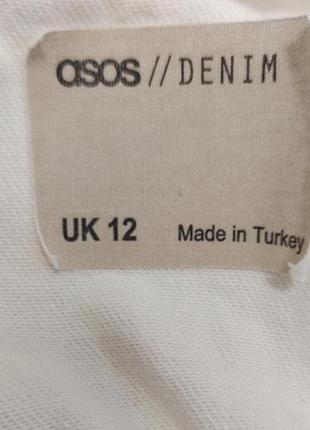 asos//DENIM
UK 12 Made in Turkey